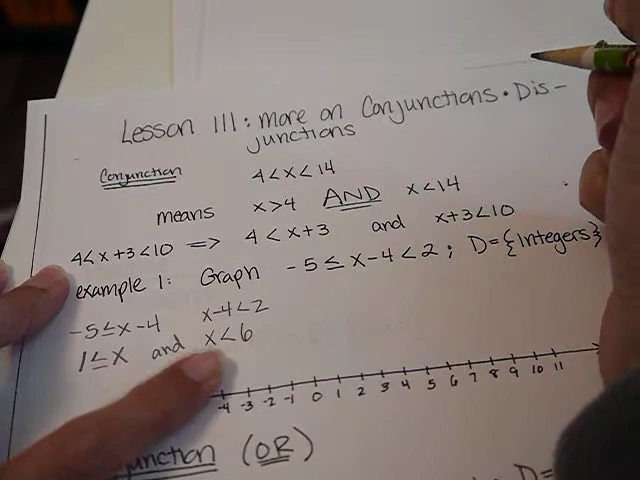 Lesson 111: more on Conjunctions · Dis-
junctions
Conjunction 4<x<14
means x>4 AND x<14
4<x+3<10 => 4<x+3 and x+3<10
example 1: Graph -5≤x-4<2; D={Integers}
-5≤x-4 x-4<2
1≤x and x<6
-4 -3 -2 -1 0 1 2 3 4 5 6 7 8 9 10 11
junction (OR)
D=